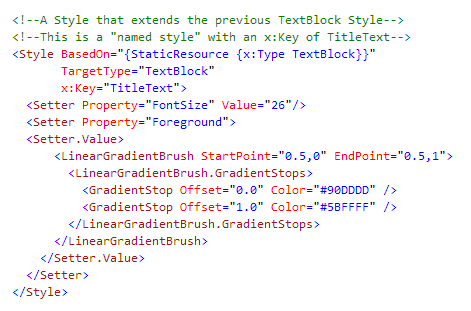 <!--A Style that extends the previous TextBlock Style-->
<!--This is a "named style" with an x:Key of TitleText-->
<Style BasedOn="{StaticResource {x:Type TextBlock}}"
       TargetType="TextBlock"
       x:Key="TitleText">
  <Setter Property="FontSize" Value="26"/>
  <Setter Property="Foreground">
  <Setter.Value>
      <LinearGradientBrush StartPoint="0.5,0" EndPoint="0.5,1">
        <LinearGradientBrush.GradientStops>
          <GradientStop Offset="0.0" Color="#90DDDD" />
          <GradientStop Offset="1.0" Color="#5BFFFF" />
        </LinearGradientBrush.GradientStops>
      </LinearGradientBrush>
    </Setter.Value>
  </Setter>
</Style>